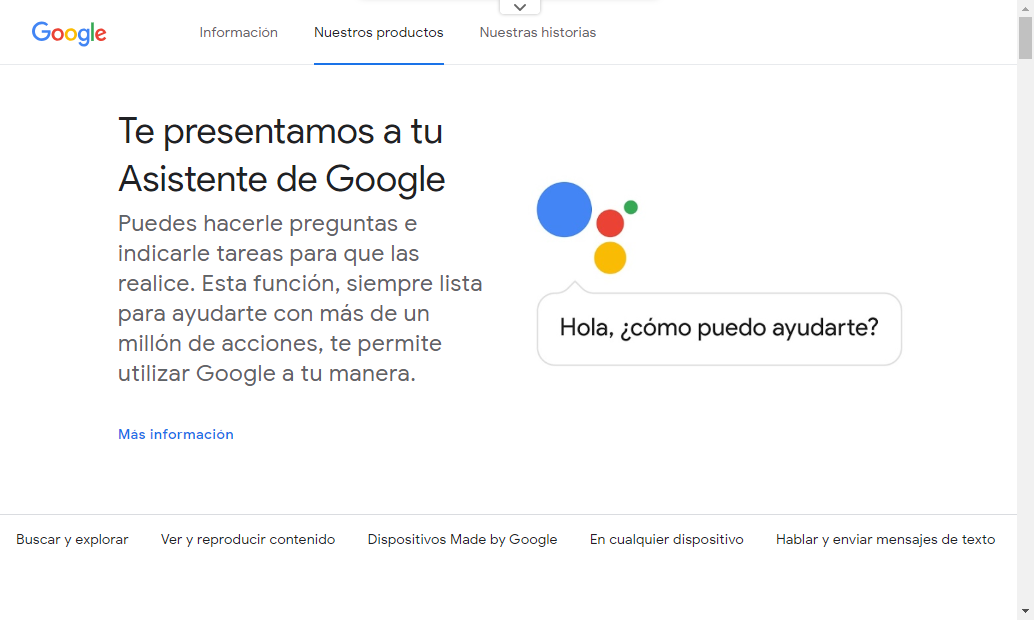 Google
Información
Nuestros productos
Nuestras historias
Te presentamos a tu
Asistente de Google
Puedes hacerle preguntas e
indicarle tareas para que las
realice. Esta función, siempre lista
para ayudarte con más de un
millón de acciones, te permite
utilizar Google a tu manera.
Más información
Hola, ¿cómo puedo ayudarte?
Buscar y explorar
Ver y reproducir contenido
Dispositivos Made by Google
En cualquier dispositivo
Hablar y enviar mensajes de texto